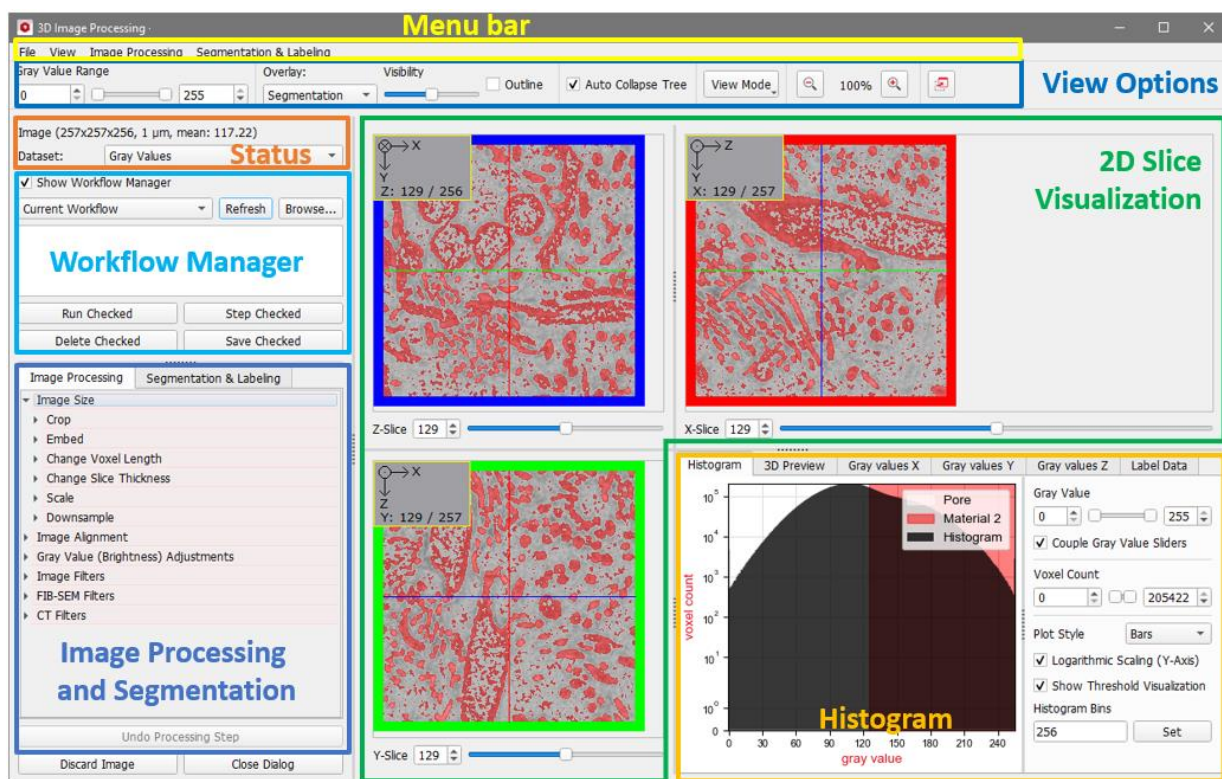 3D Image Processing -
Menu bar
File View Image Processing Segmentation & Labeling
Gray Value Range Overlay: Visibility
0 255 Segmentation Outline Auto Collapse Tree View Mode 100%
View Options
Image (257x257x256, 1 µm, mean: 117.22)
Dataset: Gray Values
Status
Show Workflow Manager
Current Workflow Refresh Browse...
Workflow Manager
Run Checked Step Checked
Delete Checked Save Checked
Image Processing Segmentation & Labeling
Image Size
Crop
Embed
Change Voxel Length
Change Slice Thickness
Scale
Downsample
Image Alignment
Gray Value (Brightness) Adjustments
Image Filters
FIB-SEM Filters
CT Filters
Image Processing
and Segmentation
Undo Processing Step
Discard Image Close Dialog
X
Y
Z: 129 / 256
Z-Slice 129
Z
Y
X: 129 / 257
X-Slice 129
2D Slice
Visualization
X
Z
Y: 129 / 257
Y-Slice 129
Histogram 3D Preview Gray values X Gray values Y Gray values Z Label Data
Pore
Material 2
Histogram
voxel count
10⁵
10⁴
10³
10²
10¹
10⁰
0
0 30 60 90 120 150 180 210 240
gray value
Histogram
Gray Value
0 255
Couple Gray Value Sliders
Voxel Count
0 205422
Plot Style Bars
Logarithmic Scaling (Y-Axis)
Show Threshold Visualization
Histogram Bins
256 Set